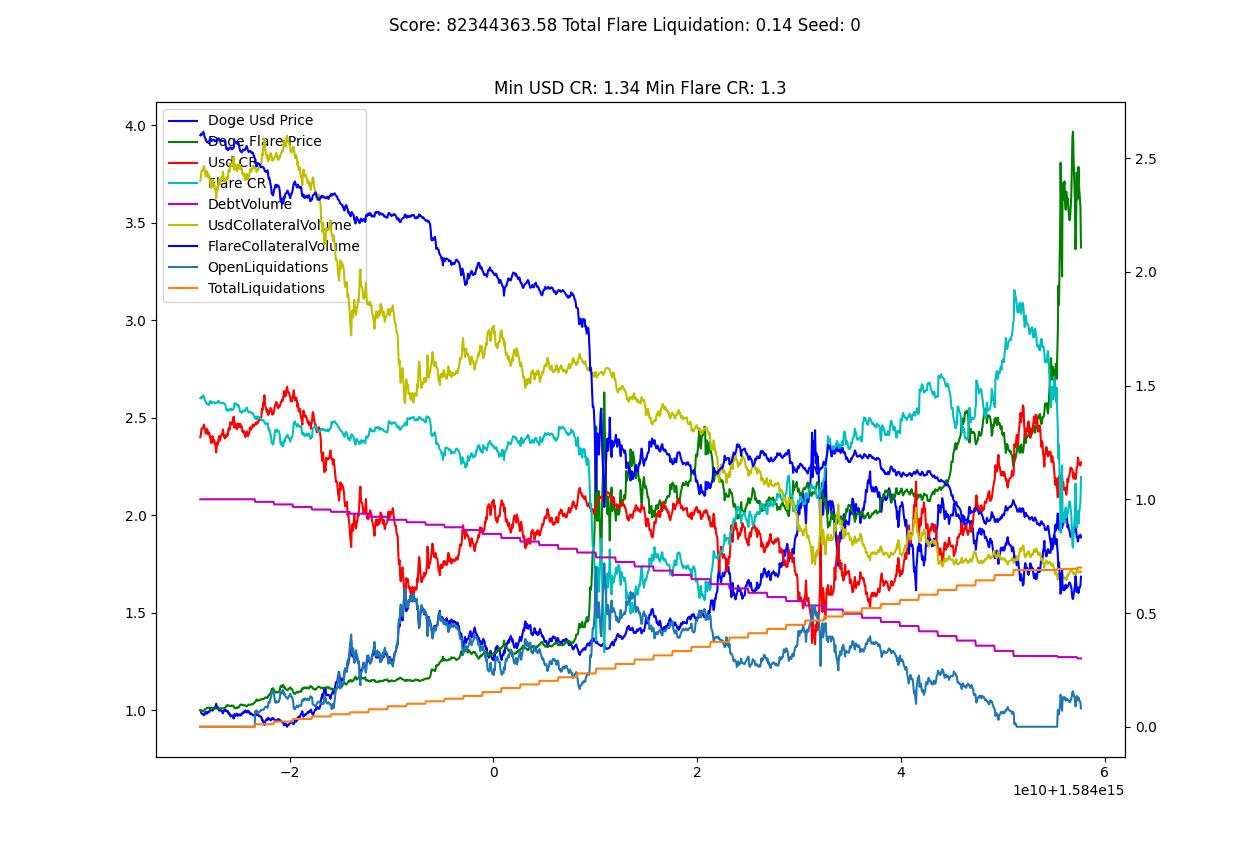 Score: 82344363.58 Total Flare Liquidation: 0.14 Seed: 0
Min USD CR: 1.34 Min Flare CR: 1.3
Doge Usd Price
Doge Flare Price
Usd CR
Flare CR
DebtVolume
UsdCollateralVolume
FlareCollateralVolume
OpenLiquidations
TotalLiquidations
4.0
3.5
3.0
2.5
2.0
1.5
1.0
2.5
2.0
1.5
1.0
0.5
0.0
−2
0
2
4
6
1e10+1.584e15